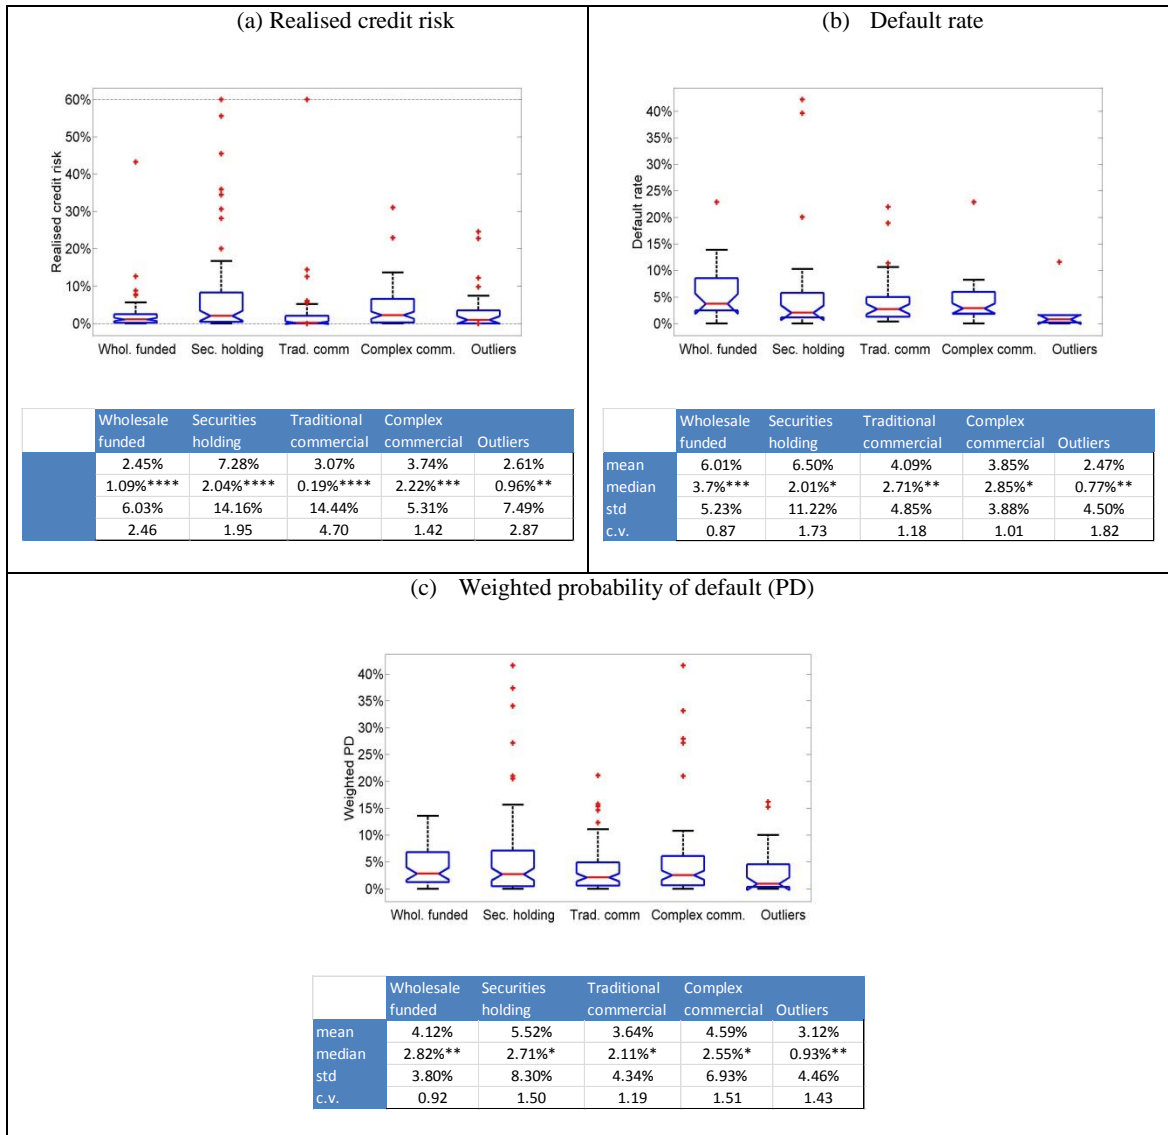 (a) Realised credit risk
60%
50%
40%
30%
20%
10%
0%
Realised credit risk
Whol. funded Sec. holding Trad. comm Complex comm. Outliers
Wholesale Securities Traditional Complex
funded holding commercial commercial Outliers
2.45% 7.28% 3.07% 3.74% 2.61%
1.09%**** 2.04%**** 0.19%**** 2.22%*** 0.96%**
6.03% 14.16% 14.44% 5.31% 7.49%
2.46 1.95 4.70 1.42 2.87
(b) Default rate
40%
35%
30%
25%
20%
15%
10%
5%
0%
Default rate
Whol. funded Sec. holding Trad. comm Complex comm. Outliers
Wholesale Securities Traditional Complex
funded holding commercial commercial Outliers
mean 6.01% 6.50% 4.09% 3.85% 2.47%
median 3.7%*** 2.01%* 2.71%** 2.85%* 0.77%**
std 5.23% 11.22% 4.85% 3.88% 4.50%
c.v. 0.87 1.73 1.18 1.01 1.82
(c) Weighted probability of default (PD)
40%
35%
30%
25%
20%
15%
10%
5%
0%
Weighted PD
Whol. funded Sec. holding Trad. comm Complex comm. Outliers
Wholesale Securities Traditional Complex
funded holding commercial commercial Outliers
mean 4.12% 5.52% 3.64% 4.59% 3.12%
median 2.82%** 2.71%* 2.11%* 2.55%* 0.93%**
std 3.80% 8.30% 4.34% 6.93% 4.46%
c.v. 0.92 1.50 1.19 1.51 1.43